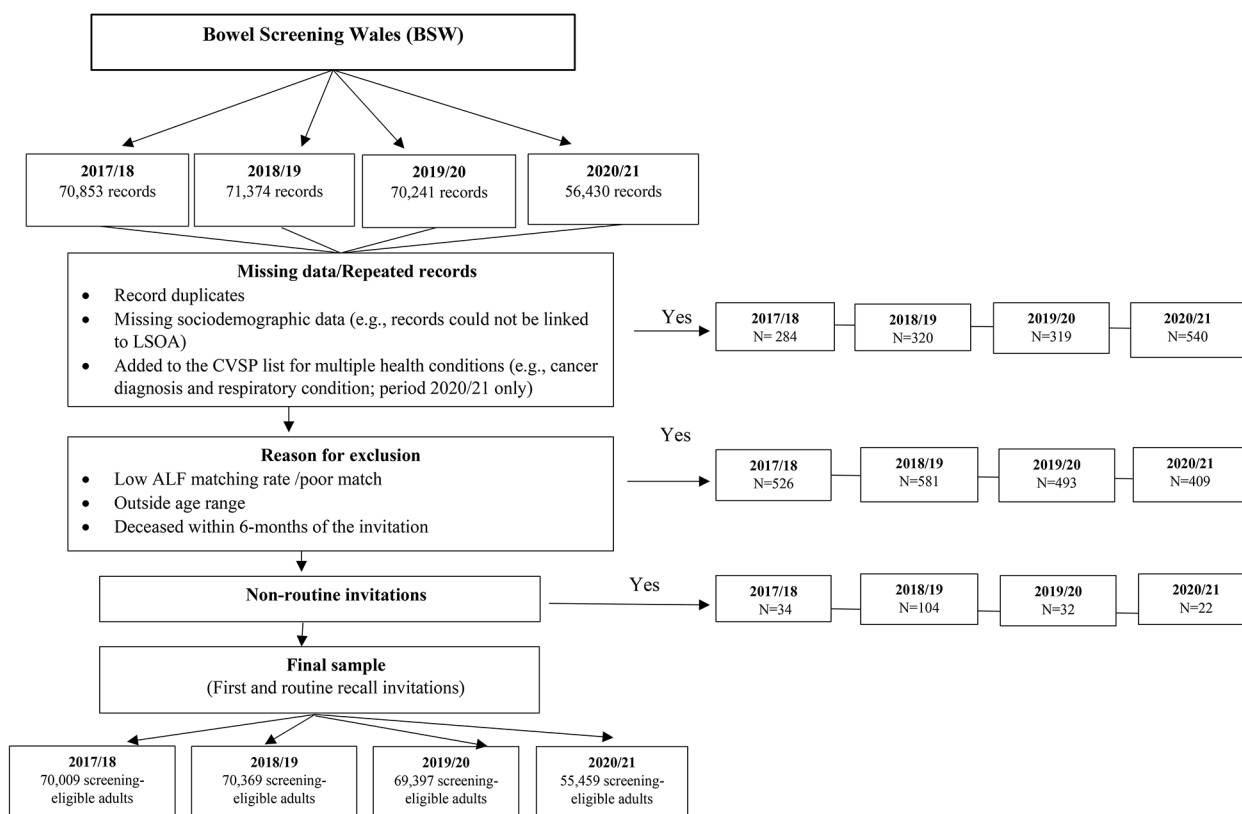 Bowel Screening Wales (BSW)
2017/18
70,853 records
2018/19
71,374 records
2019/20
70,241 records
2020/21
56,430 records
Missing data/Repeated records
• Record duplicates
• Missing sociodemographic data (e.g., records could not be linked
to LSOA)
• Added to the CVSP list for multiple health conditions (e.g., cancer
diagnosis and respiratory condition; period 2020/21 only)
Yes
2017/18
N= 284
2018/19
N=320
2019/20
N=319
2020/21
N=540
Reason for exclusion
• Low ALF matching rate /poor match
• Outside age range
• Deceased within 6-months of the invitation
Yes
2017/18
N=526
2018/19
N=581
2019/20
N=493
2020/21
N=409
Non-routine invitations
Yes
2017/18
N=34
2018/19
N=104
2019/20
N=32
2020/21
N=22
Final sample
(First and routine recall invitations)
2017/18
70,009 screening-
eligible adults
2018/19
70,369 screening-
eligible adults
2019/20
69,397 screening-
eligible adults
2020/21
55,459 screening-
eligible adults